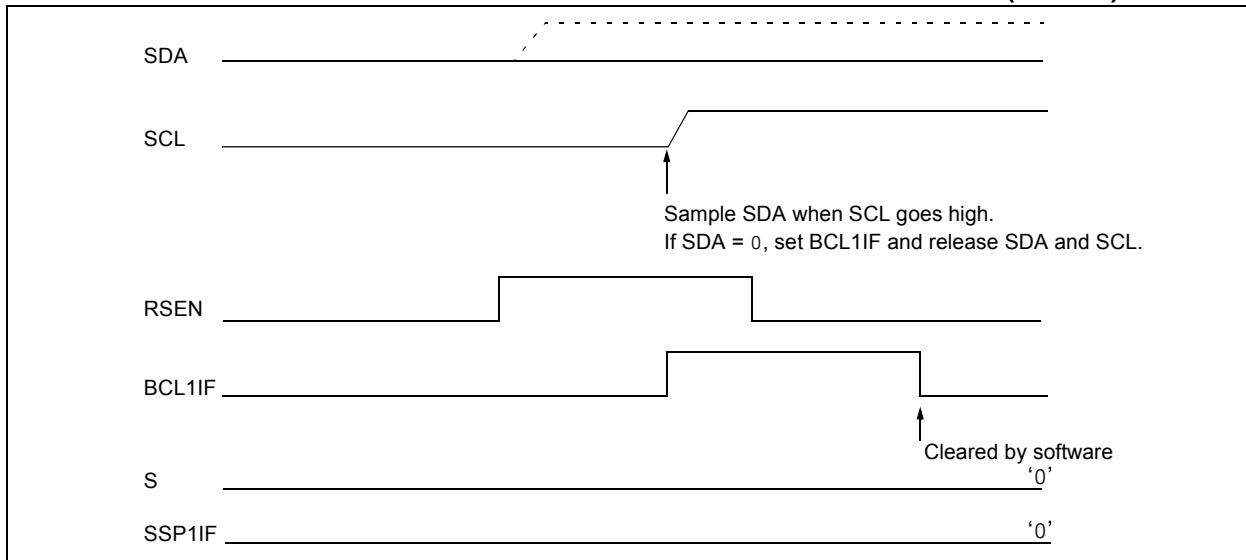 SDA
SCL
Sample SDA when SCL goes high.
If SDA = 0, set BCL1IF and release SDA and SCL.
RSEN
BCL1IF
Cleared by software
S
'0'
SSP1IF
'0'